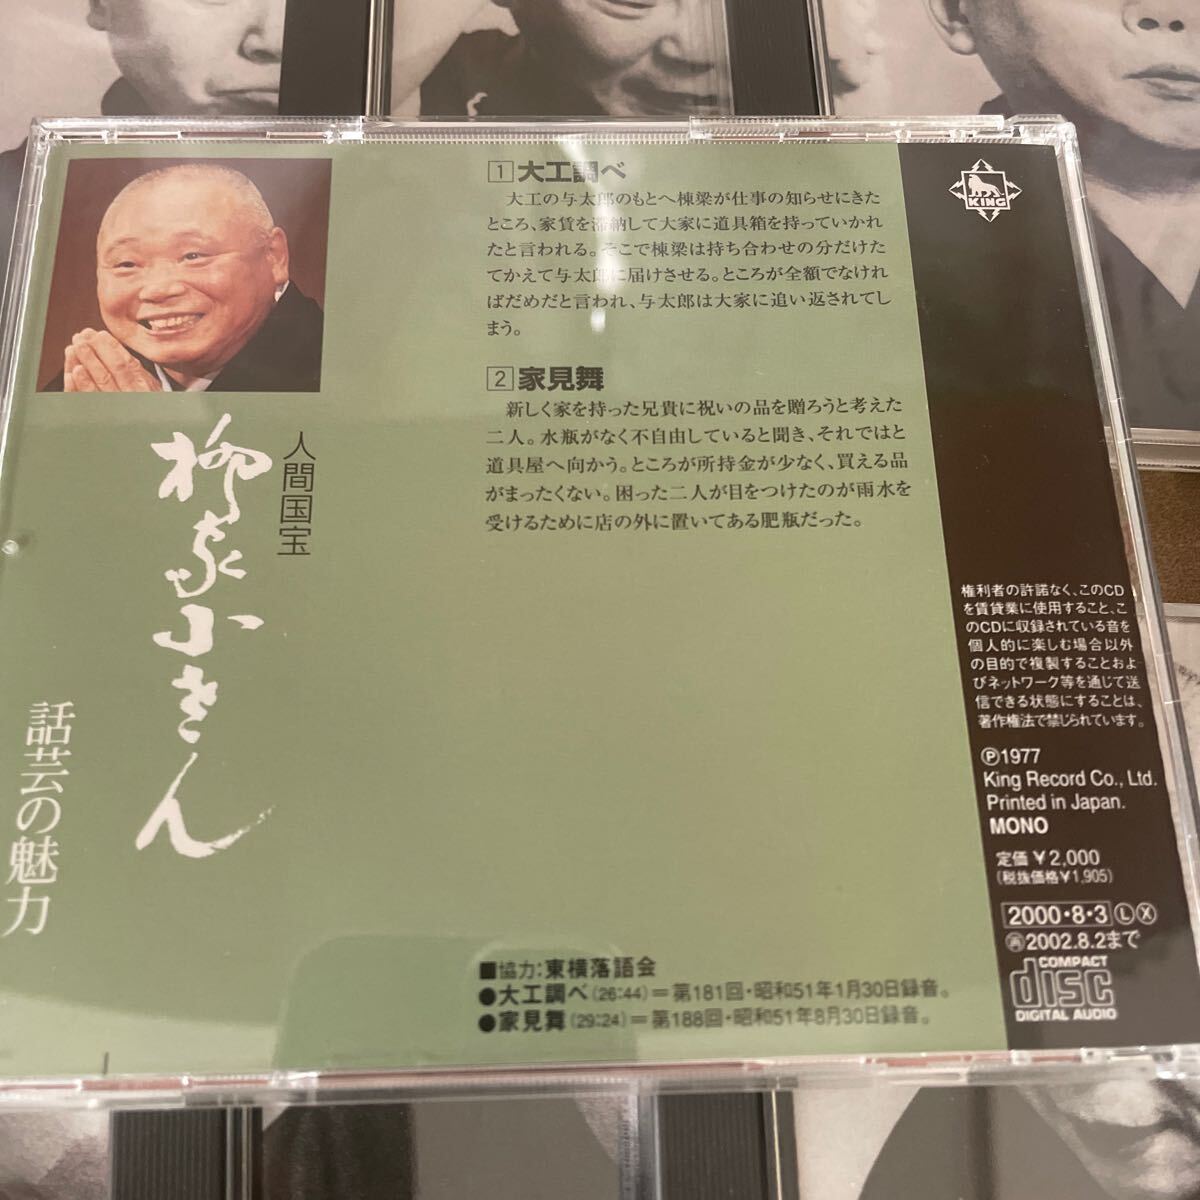 1 大工調べ
大工の与太郎のもとへ棟梁が仕事の知らせにきた
ところ、家賃を滞納して大家に道具箱を持っていかれ
たと言われる。そこで棟梁は持ち合わせの分だけた
てかえて与太郎に届けさせる。ところが全額でなけれ
ばだめだと言われ、与太郎は大家に追い返されてし
まう。
2 家見舞
新しく家を持った兄貴に祝いの品を贈ろうと考えた
二人。水瓶がなく不自由していると聞き、それではと
道具屋へ向かう。ところが所持金が少なく、買える品
がまったくない。困った二人が目をつけたのが雨水を
受けるために店の外に置いてある肥瓶だった。
人間国宝
柳家小さん
話芸の魅力
■協力:東横落語会
●大工調べ(26:44)=第181回・昭和51年1月30日録音。
●家見舞(29:24)=第188回・昭和51年8月30日録音。
KING
権利者の許諾なく、このCD
を賃貸業に使用すること、こ
のCDに収録されている音を
個人的に楽しむ場合以外
の目的で複製することおよ
びネットワーク等を通じて送
信できる状態にすることは、
著作権法で禁じられています。
Ⓟ1977
King Record Co., Ltd.
Printed in Japan.
MONO
定価￥2,000
(税抜価格￥1,905)
2000・8・3 Ⓛ Ⓧ
㊢2002.8.2まで
COMPACT
disc
DIGITAL AUDIO